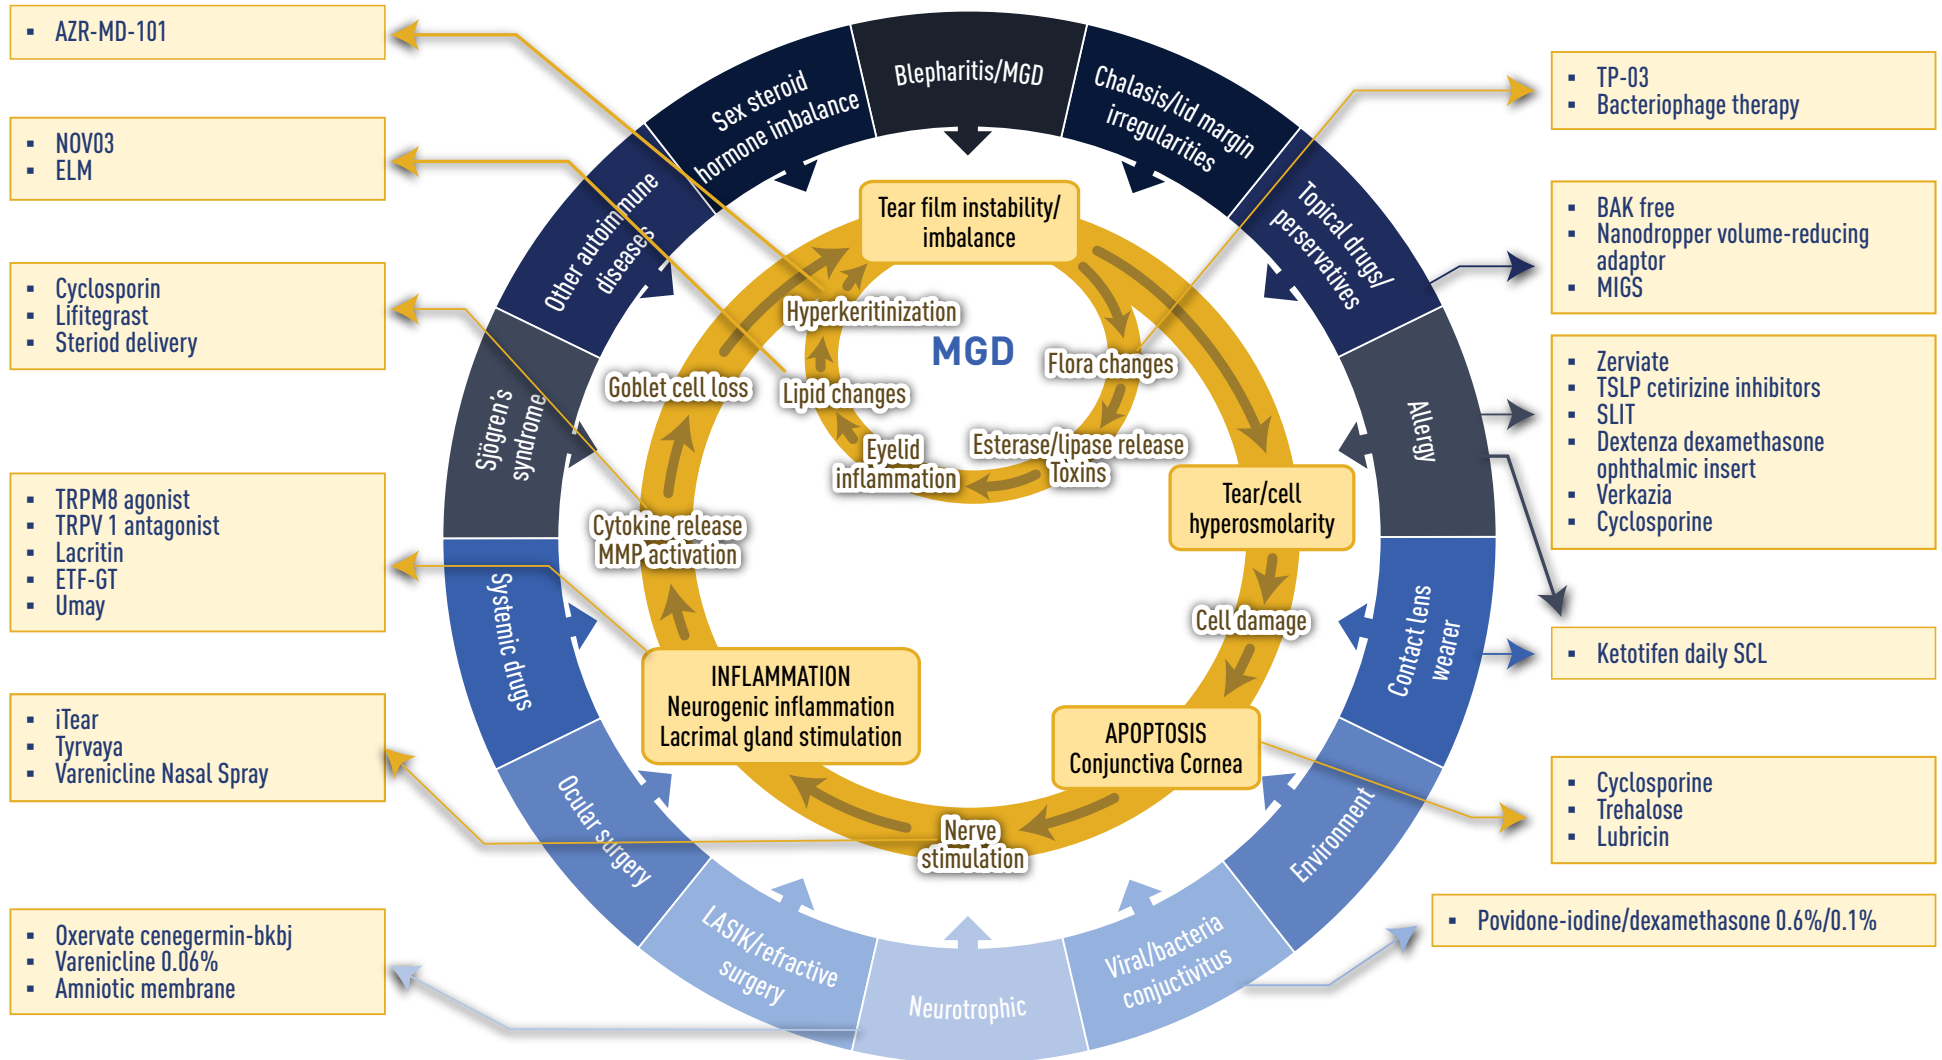 AZR-MD-101
NOV03
ELM
Cyclosporin
Lifitegrast
Steriod delivery
TRPM8 agonist
TRPV 1 antagonist
Lacritin
ETF-GT
Umay
iTear
Tyrvaya
Varenicline Nasal Spray
Oxervate cenegermin-bkbj
Varenicline 0.06%
Amniotic membrane
Blepharitis/MGD
Chalasis/lid margin
irregularities
Topical drugs/
perservatives
Allergy
Contact lens
wearer
Environment
Viral/bacteria
conjuctivitus
Neurotrophic
LASIK/refractive
surgery
Ocular surgery
Systemic drugs
Sjögren's
syndrome
Other autoimmune
diseases
Sex steroid
hormone imbalance
Tear film instability/
imbalance
Tear/cell
hyperosmolarity
Cell damage
APOPTOSIS
Conjunctiva Cornea
Nerve
stimulation
INFLAMMATION
Neurogenic inflammation
Lacrimal gland stimulation
Cytokine release
MMP activation
Goblet cell loss
MGD
Flora changes
Esterase/lipase release
Toxins
Eyelid
inflammation
Lipid changes
Hyperkeritinization
TP-03
Bacteriophage therapy
BAK free
Nanodropper volume-reducing
adaptor
MIGS
Zerviate
TSLP cetirizine inhibitors
SLIT
Dextenza dexamethasone
ophthalmic insert
Verkazia
Cyclosporine
Ketotifen daily SCL
Cyclosporine
Trehalose
Lubricin
Povidone-iodine/dexamethasone 0.6%/0.1%